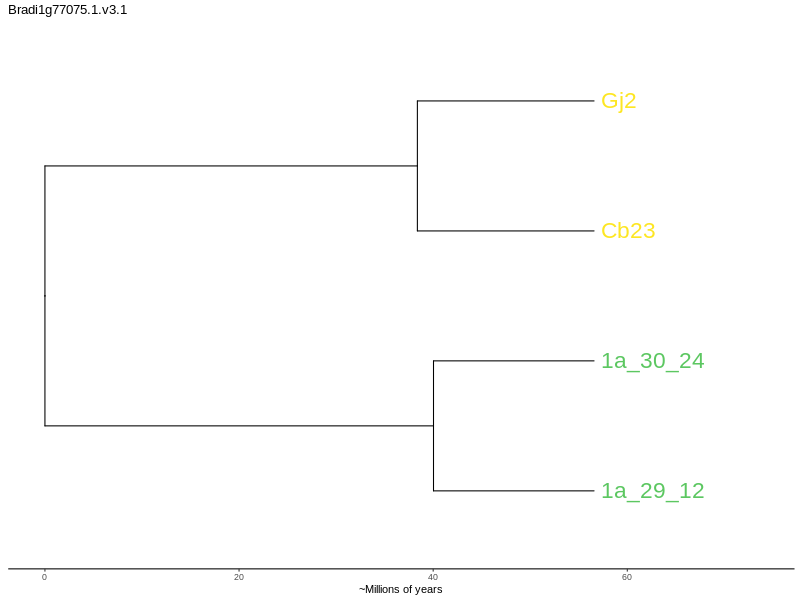 Bradi1g77075.1.v3.1
Gj2
Cb23
1a_30_24
1a_29_12
0 20 40 60
~Millions of years